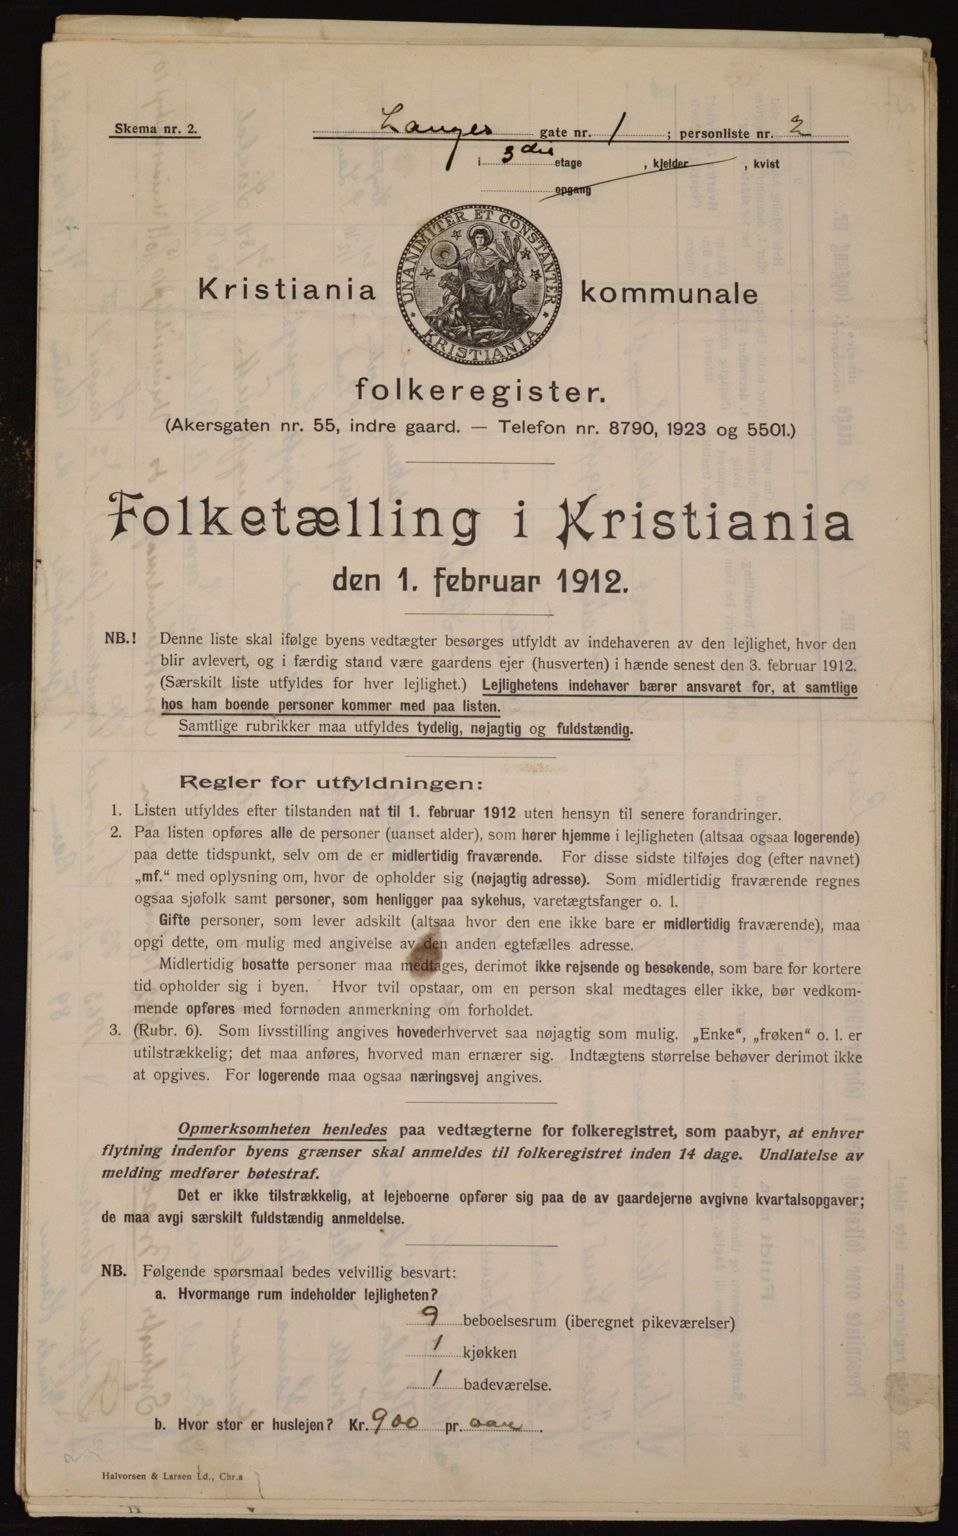 Skema nr. 2.
Langes gate nr. 1 ; personliste nr. 2
i 3die etage , kjelder , kvist
opgang
UNANIMITER ET CONSTANTER
KRISTIANIA
Kristiania kommunale
folkeregister.
(Akersgaten nr. 55, indre gaard. — Telefon nr. 8790, 1923 og 5501.)
Folketælling i Kristiania
den 1. februar 1912.
NB.! Denne liste skal ifølge byens vedtægter besørges utfyldt av indehaveren av den lejlighet, hvor den
blir avlevert, og i færdig stand være gaardens ejer (husverten) i hænde senest den 3. februar 1912.
(Særskilt liste utfyldes for hver lejlighet.) Lejlighetens indehaver bærer ansvaret for, at samtlige
hos ham boende personer kommer med paa listen.
Samtlige rubrikker maa utfyldes tydelig, nøjagtig og fuldstændig.
Regler for utfyldningen:
1. Listen utfyldes efter tilstanden nat til 1. februar 1912 uten hensyn til senere forandringer.
2. Paa listen opføres alle de personer (uanset alder), som hører hjemme i lejligheten (altsaa ogsaa logerende)
paa dette tidspunkt, selv om de er midlertidig fraværende. For disse sidste tilføjes dog (efter navnet)
„mf.“ med oplysning om, hvor de opholder sig (nøjagtig adresse). Som midlertidig fraværende regnes
ogsaa sjøfolk samt personer, som henligger paa sykehus, varetægtsfanger o. l.
Gifte personer, som lever adskilt (altsaa hvor den ene ikke bare er midlertidig fraværende), maa
opgi dette, om mulig med angivelse av den anden egtefælles adresse.
Midlertidig bosatte personer maa medtages, derimot ikke rejsende og besøkende, som bare for kortere
tid opholder sig i byen. Hvor tvil opstaar, om en person skal medtages eller ikke, bør vedkom-
mende opføres med fornøden anmerkning om forholdet.
3. (Rubr. 6). Som livsstilling angives hovederhvervet saa nøjagtig som mulig. „Enke“, „frøken“ o. l. er
utilstrækkelig; det maa anføres, hvorved man ernærer sig. Indtægtens størrelse behøver derimot ikke
at opgives. For logerende maa ogsaa næringsvej angives.
Opmerksomheten henledes paa vedtægterne for folkeregistret, som paabyr, at enhver
flytning indenfor byens grænser skal anmeldes til folkeregistret inden 14 dage. Undlatelse av
melding medfører bøtestraf.
Det er ikke tilstrækkelig, at lejeboerne opfører sig paa de av gaardejerne avgivne kvartalsopgaver;
de maa avgi særskilt fuldstændig anmeldelse.
NB. Følgende spørsmaal bedes velvillig besvart:
a. Hvormange rum indeholder lejligheten?
9 beboelsesrum (iberegnet pikeværelser)
1 kjøkken
1 badeværelse.
b. Hvor stor er huslejen? Kr. 900 pr. aar.
Halvorsen & Larsen Ld., Chr.a